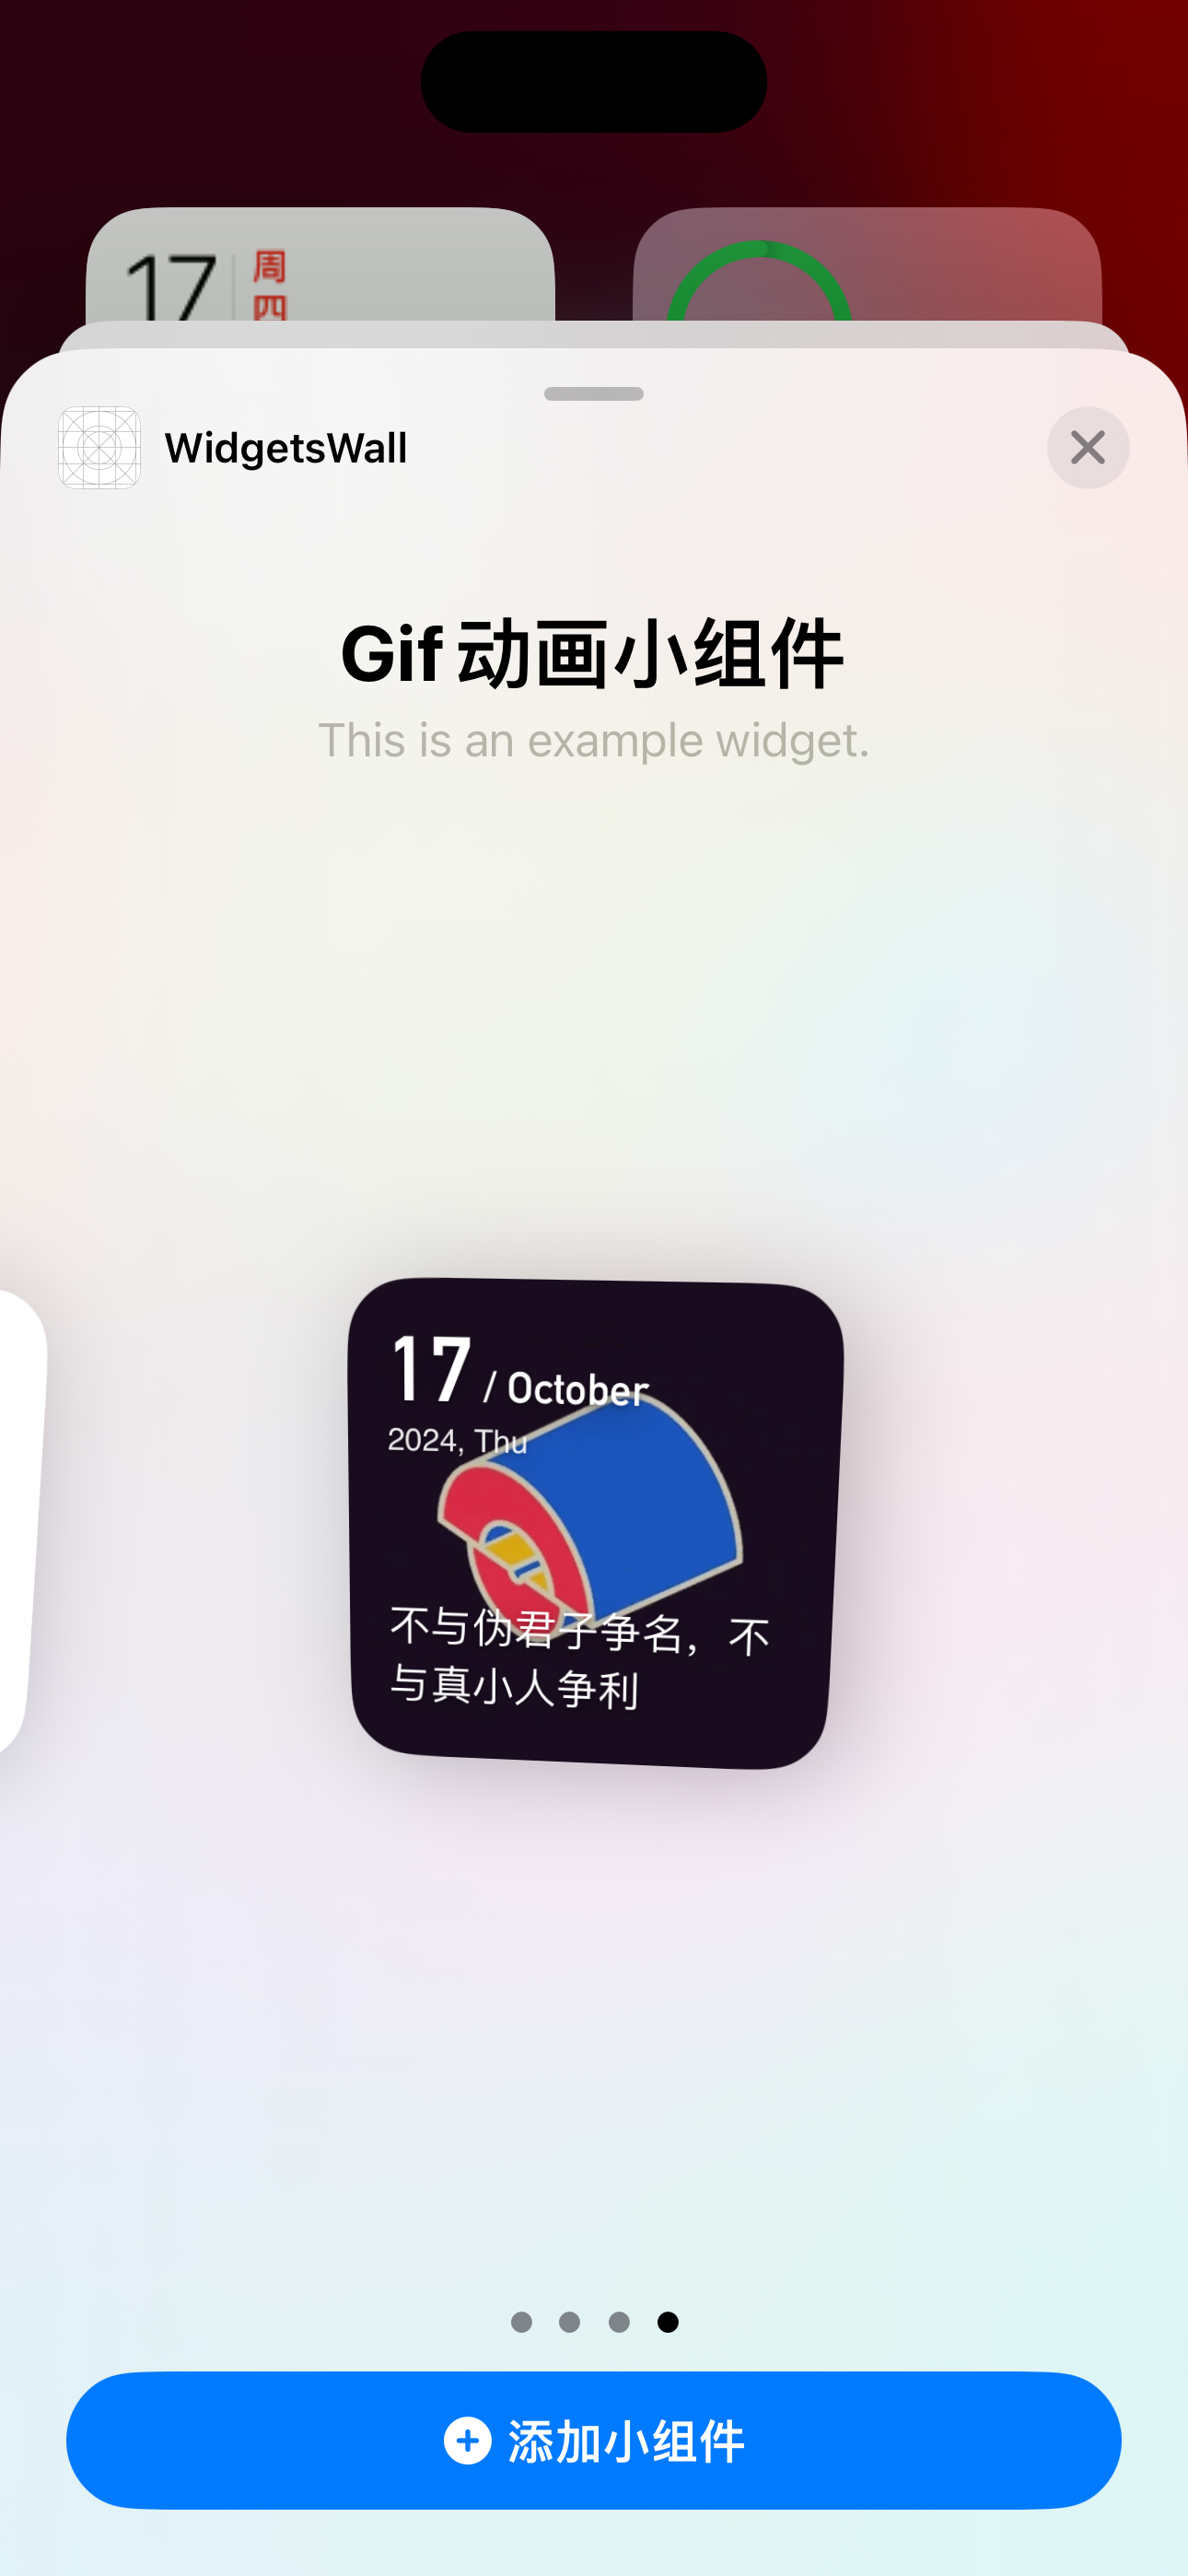 17
周
四
WidgetsWall
Gif 动画小组件
This is an example widget.
17 / October
2024, Thu
不与伪君子争名，不
与真小人争利
添加小组件